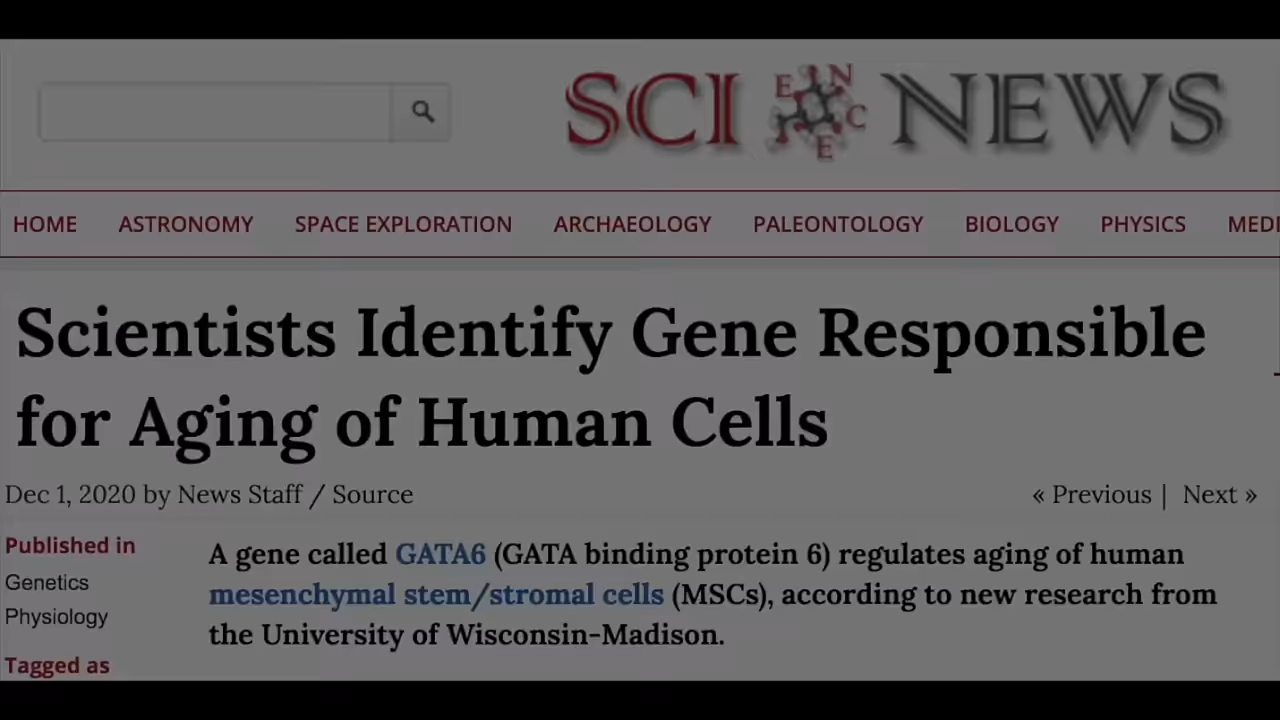 SCI ENCE NEWS
HOME ASTRONOMY SPACE EXPLORATION ARCHAEOLOGY PALEONTOLOGY BIOLOGY PHYSICS MEDI
Scientists Identify Gene Responsible
for Aging of Human Cells
Dec 1, 2020 by News Staff / Source
« Previous | Next »
Published in
Genetics
Physiology
Tagged as
A gene called GATA6 (GATA binding protein 6) regulates aging of human
mesenchymal stem/stromal cells (MSCs), according to new research from
the University of Wisconsin-Madison.